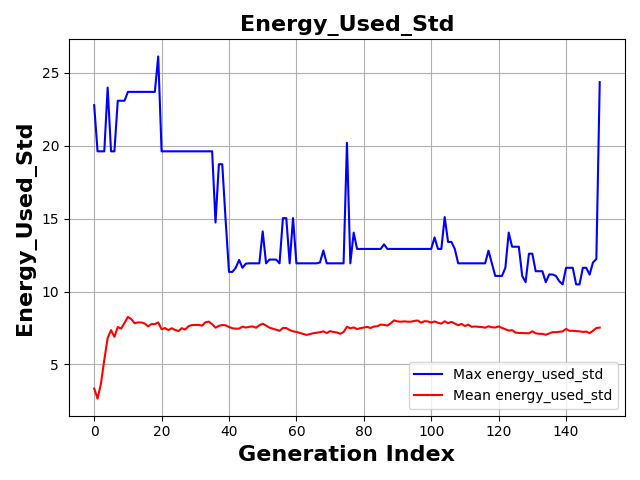 Energy_Used_Std
Energy_Used_Std
25
20
15
10
5
0
20
40
60
80
100
120
140
Generation Index
Max energy_used_std
Mean energy_used_std